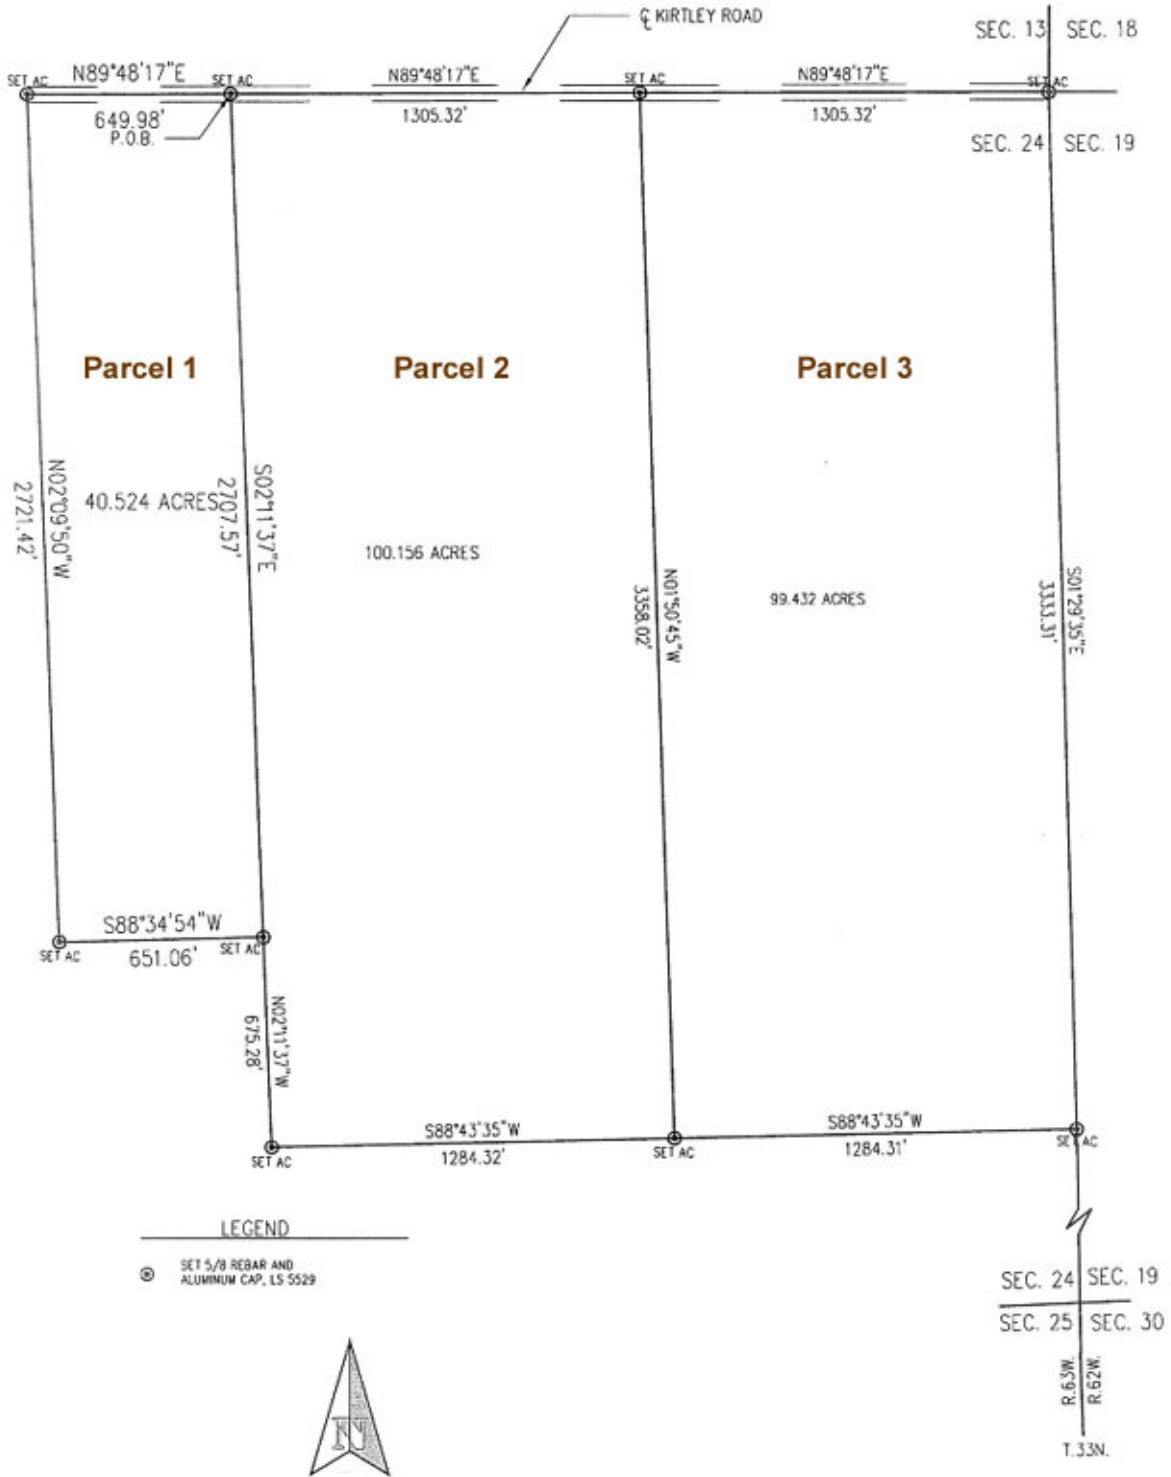 ℄ KIRTLEY ROAD
SEC. 13
SEC. 18
SET AC
N89°48'17"E
SET AC
N89°48'17"E
SET AC
N89°48'17"E
SET AC
649.98'
P.O.B.
1305.32'
1305.32'
SEC. 24
SEC. 19
Parcel 1
Parcel 2
Parcel 3
N02°09'50"W
2721.42'
40.524 ACRES
S02°11'37"E
2707.57'
100.156 ACRES
N01°50'45"W
3358.02'
99.432 ACRES
S01°29'35"E
3333.31'
S88°34'54"W
SET AC
651.06'
SET AC
N02°11'37"W
675.28'
S88°43'35"W
SET AC
1284.32'
SET AC
S88°43'35"W
1284.31'
SET AC
LEGEND
SET 5/8 REBAR AND
ALUMINUM CAP, LS 5529
SEC. 24
SEC. 19
SEC. 25
SEC. 30
R.63W.
R.62W.
T.33N.
N